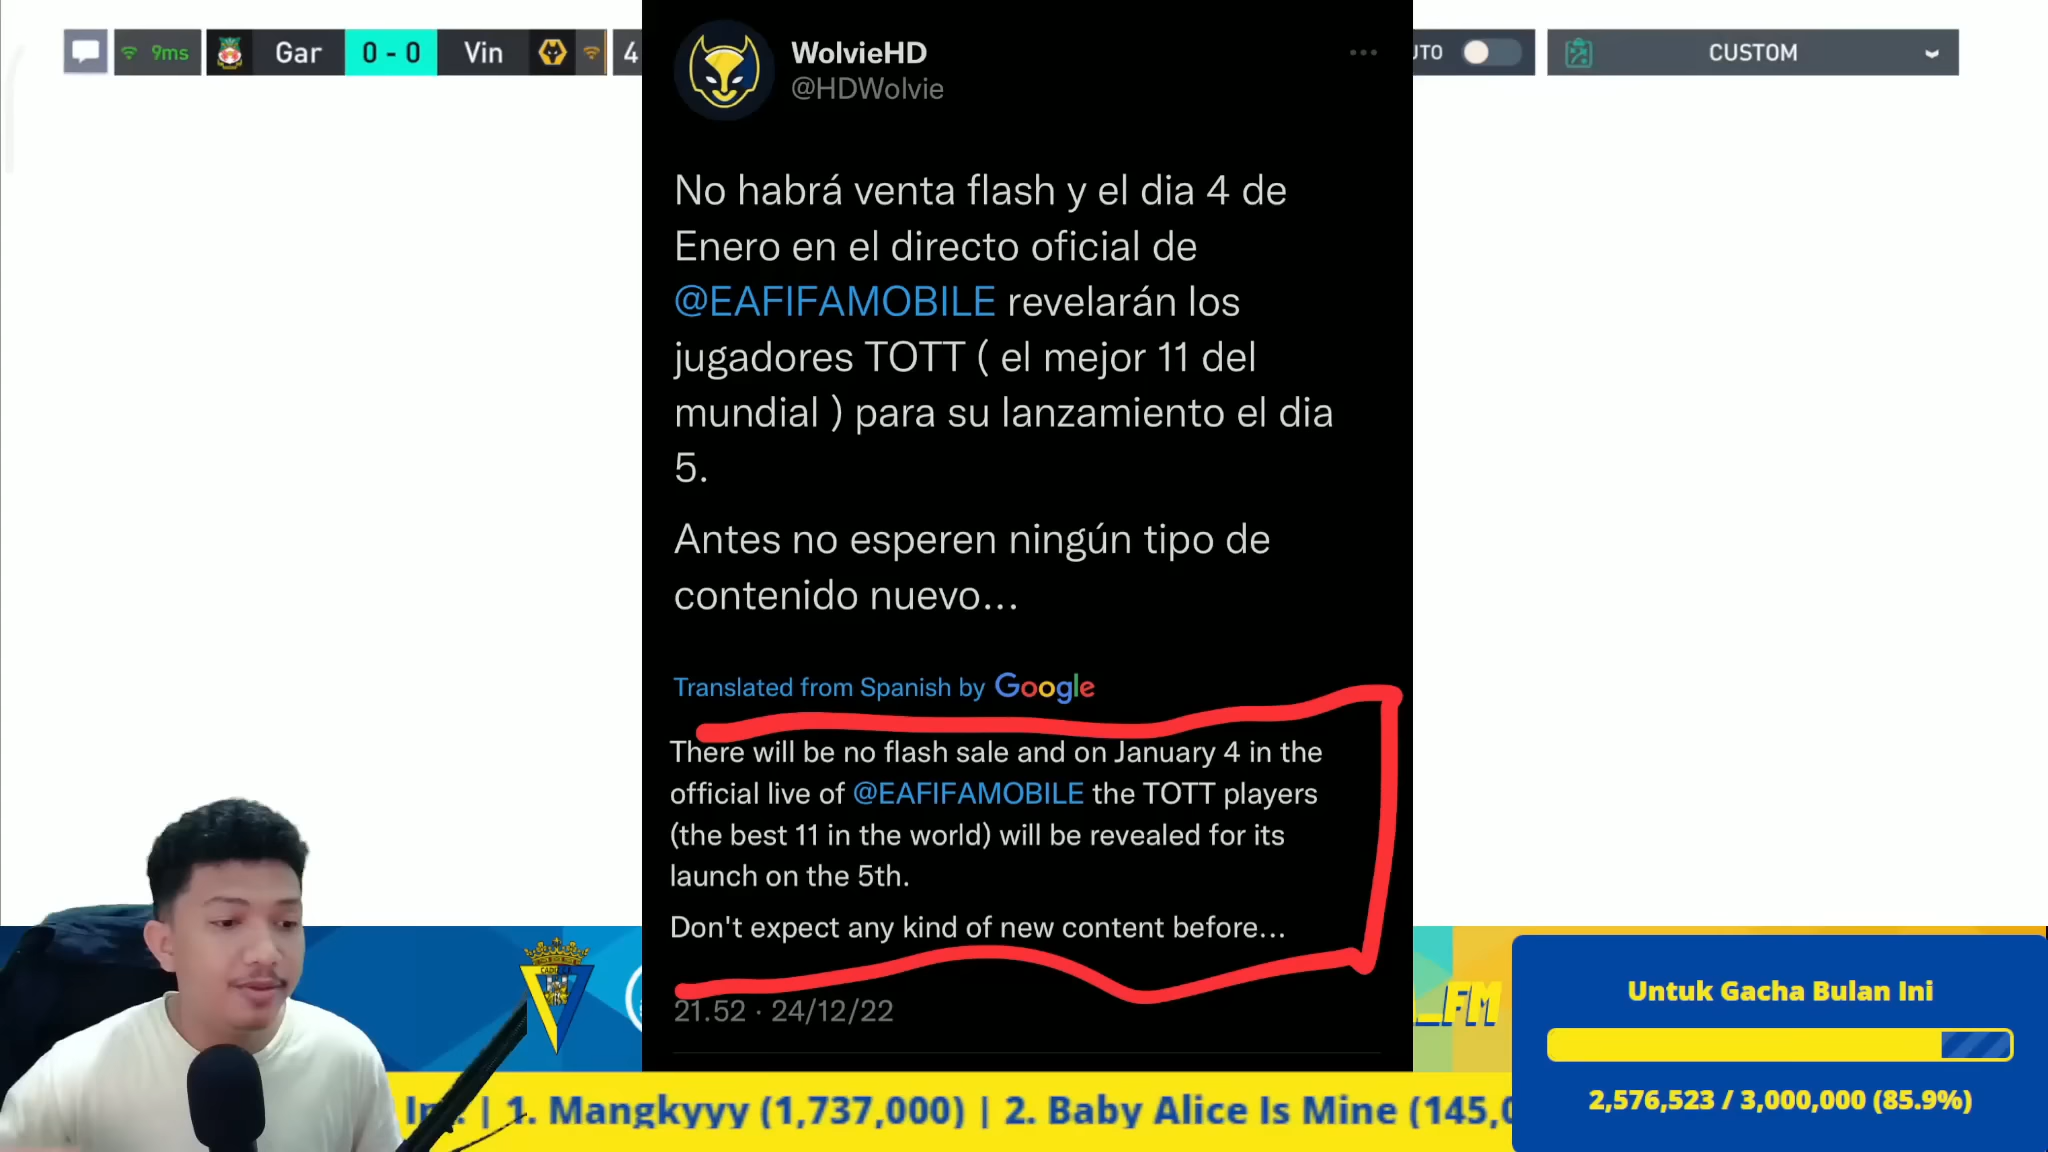 9ms Gar 0 - 0 Vin 4
UTO CUSTOM
WolvieHD
@HDWolvie
No habrá venta flash y el dia 4 de
Enero en el directo oficial de
@EAFIFAMOBILE revelarán los
jugadores TOTT ( el mejor 11 del
mundial ) para su lanzamiento el dia
5.
Antes no esperen ningún tipo de
contenido nuevo...
Translated from Spanish by Google
There will be no flash sale and on January 4 in the
official live of @EAFIFAMOBILE the TOTT players
(the best 11 in the world) will be revealed for its
launch on the 5th.
Don't expect any kind of new content before...
21.52 · 24/12/22
_FM
Untuk Gacha Bulan Ini
2,576,523 / 3,000,000 (85.9%)
| 1. Mangkyyy (1,737,000) | 2. Baby Alice Is Mine (145,0